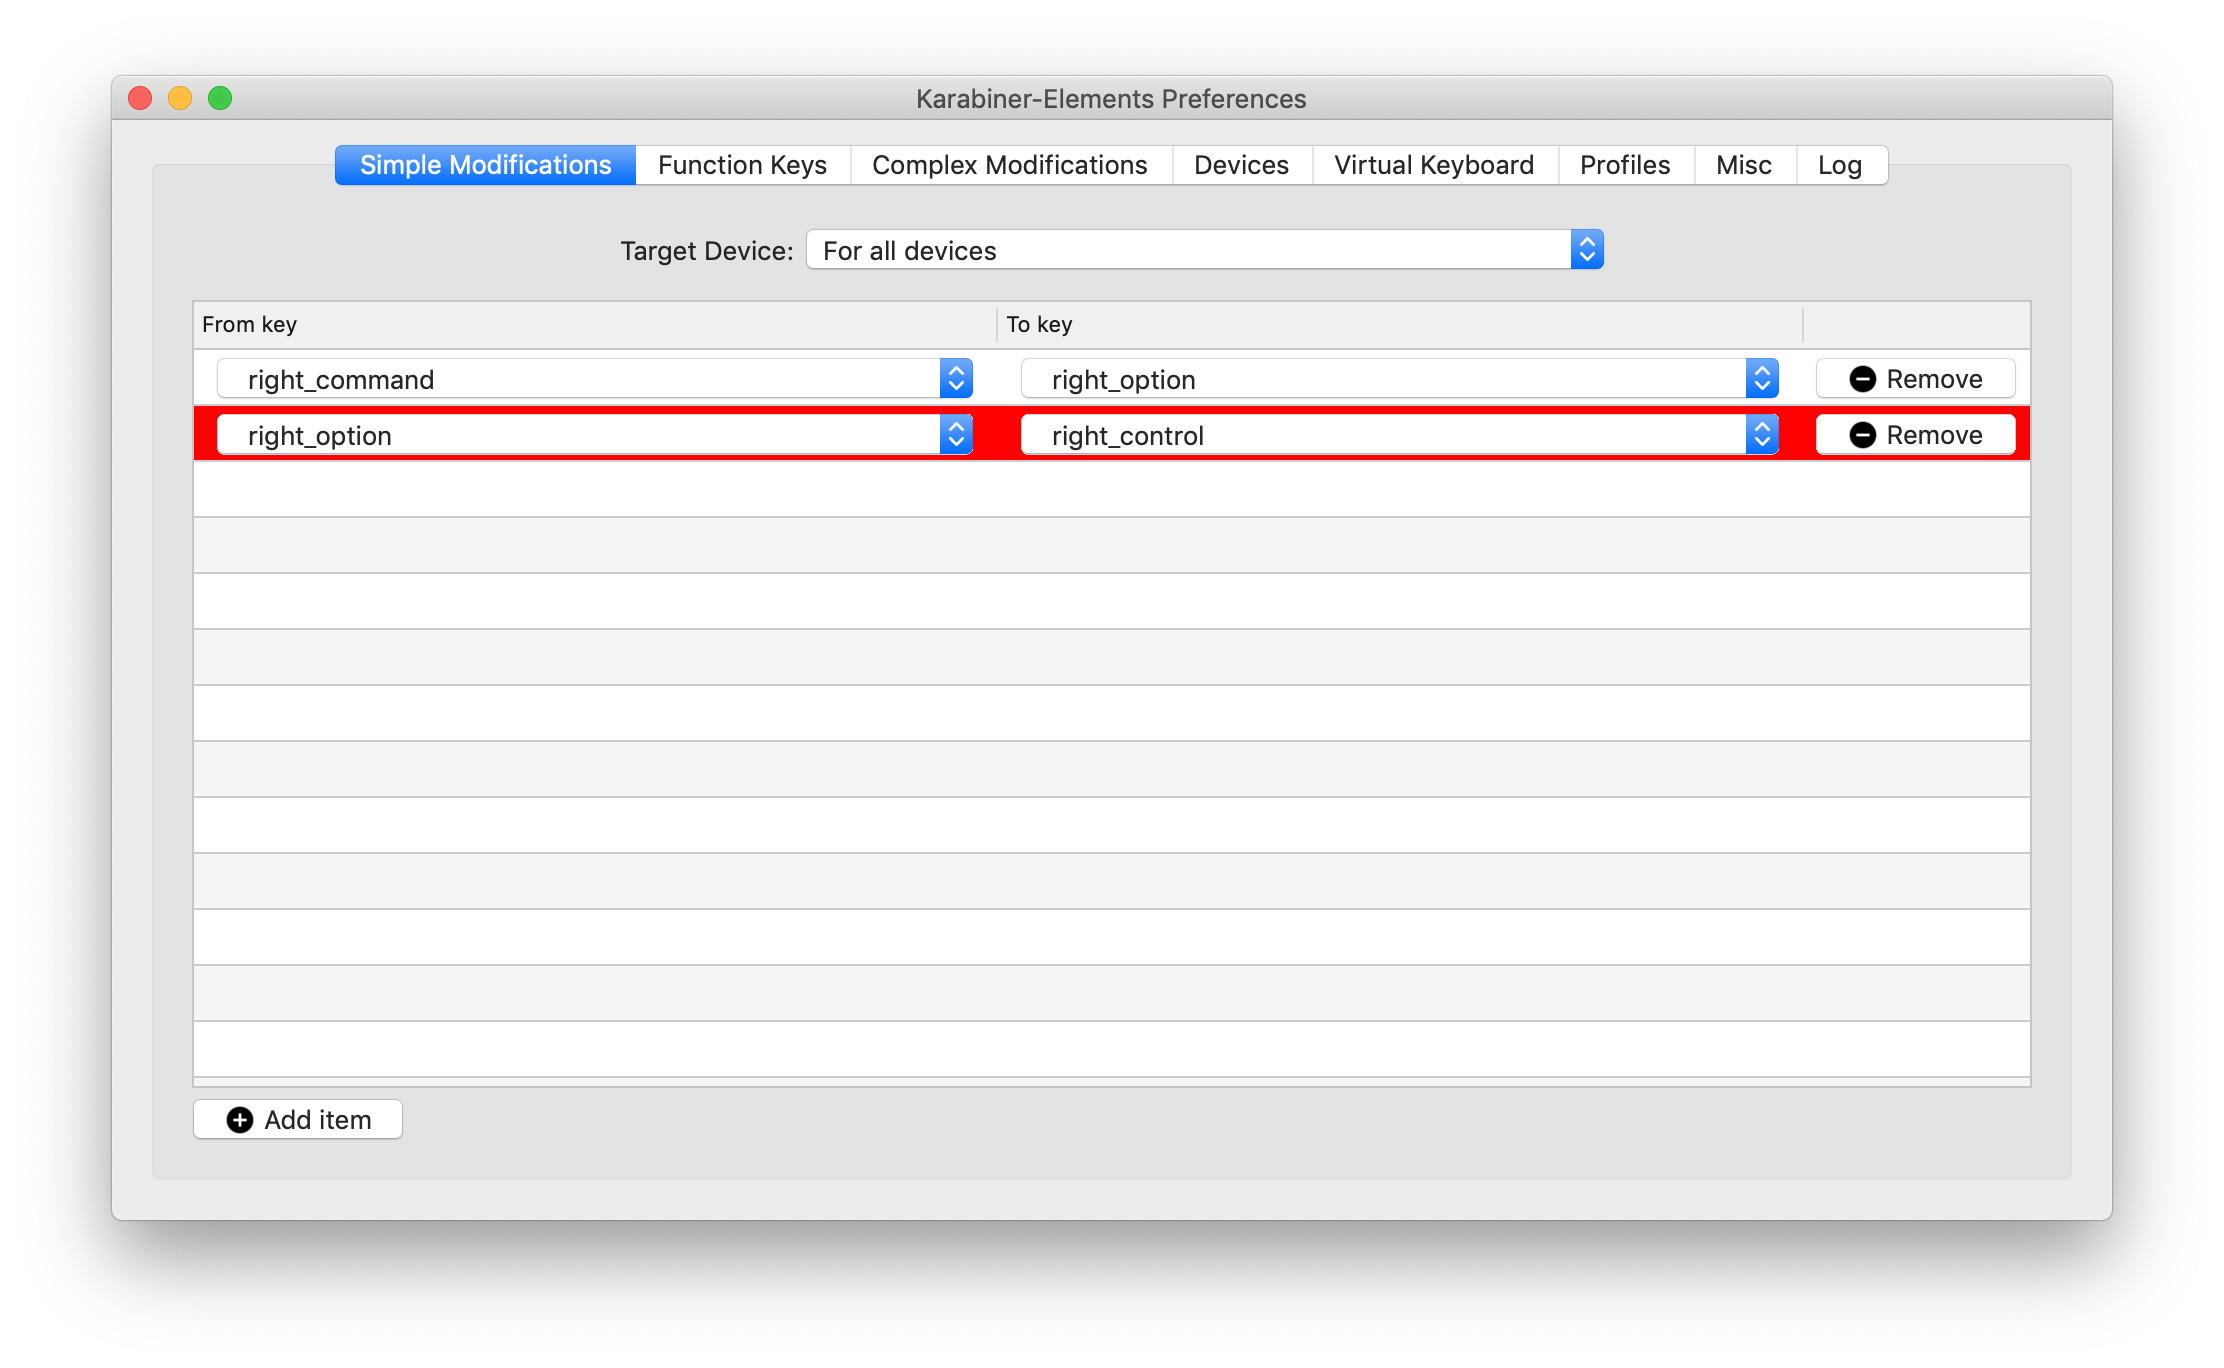 Karabiner-Elements Preferences
Simple Modifications Function Keys Complex Modifications Devices Virtual Keyboard Profiles Misc Log
Target Device: For all devices
From key To key
right_command right_option Remove
right_option right_control Remove
Add item